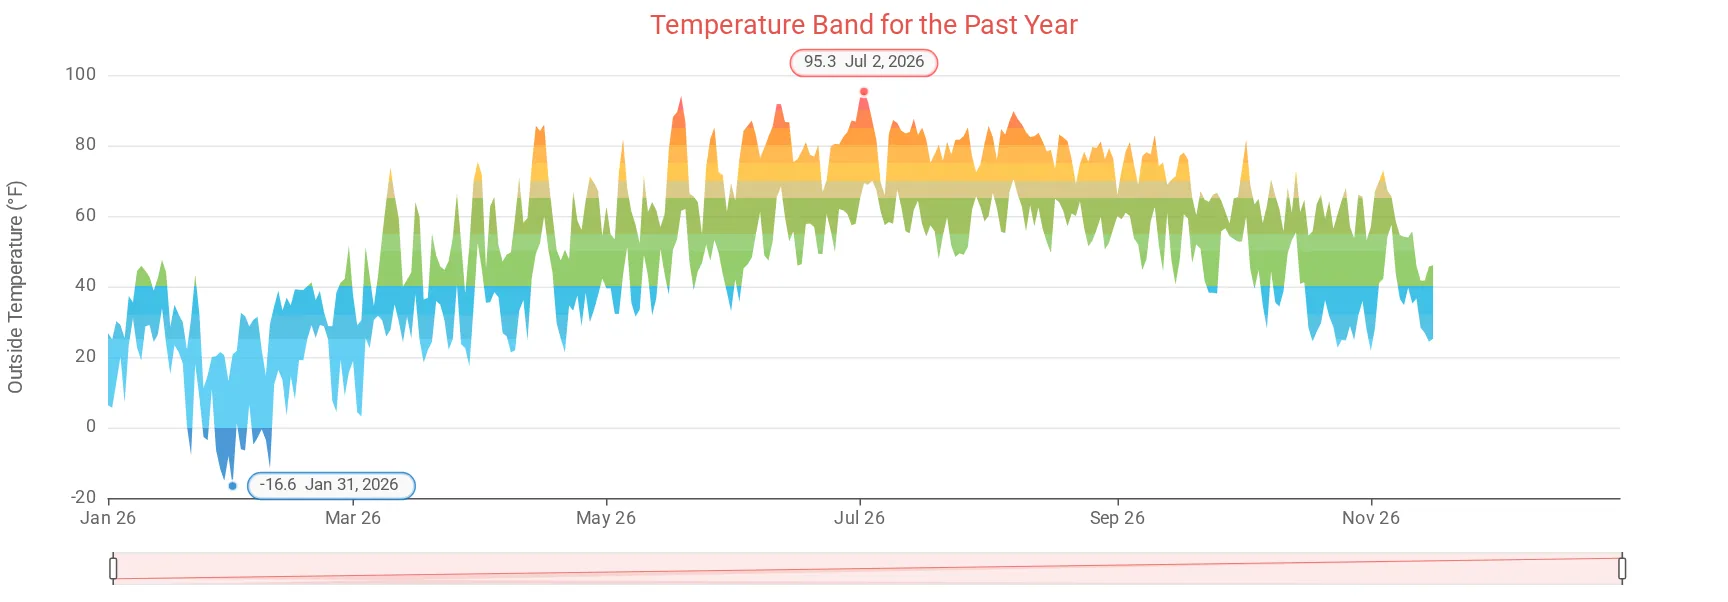 Temperature Band for the Past Year
95.3 Jul 2, 2026
100
80
60
40
20
0
-20
Outside Temperature (°F)
-16.6 Jan 31, 2026
Jan 26
Mar 26
May 26
Jul 26
Sep 26
Nov 26